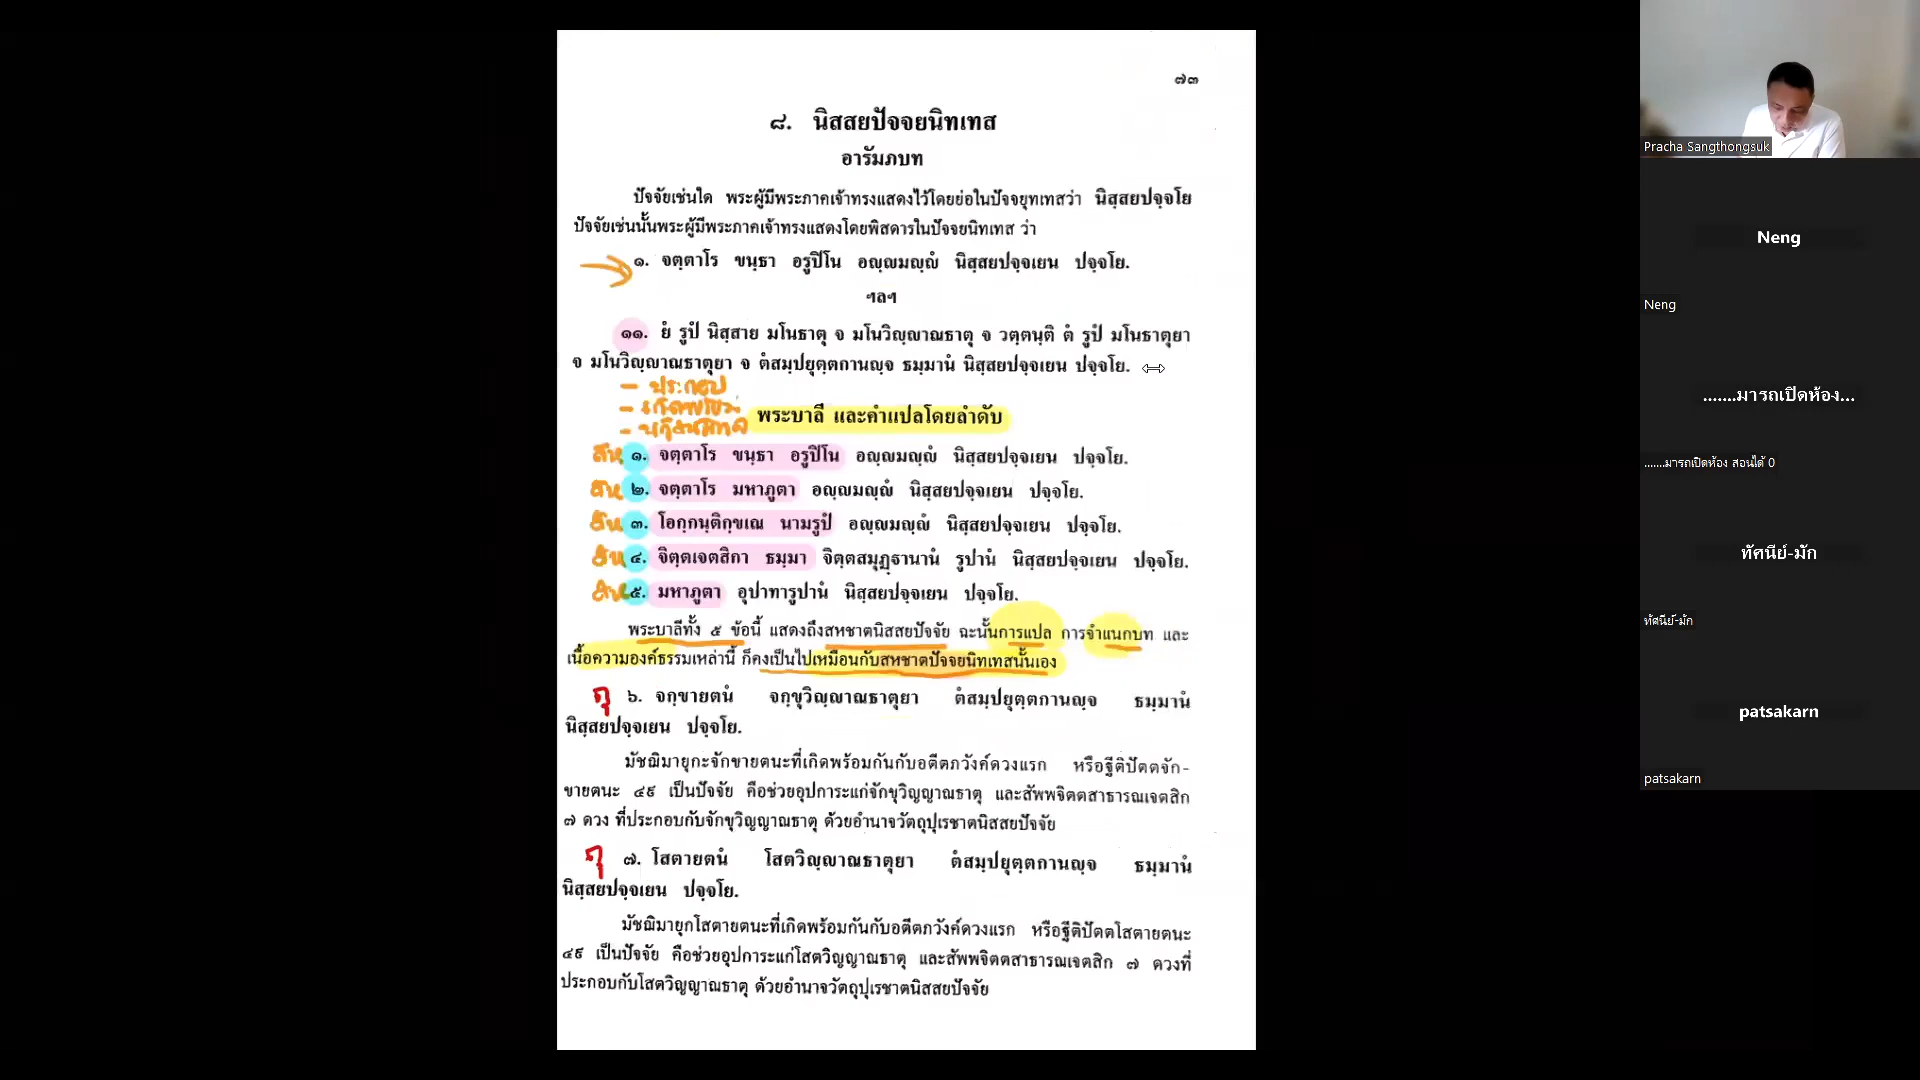 ๗๓
๘. นิสสยปัจจยนิทเทส
อารัมภบท
ปัจจัยเช่นใด พระผู้มีพระภาคเจ้าทรงแสดงไว้โดยย่อในปัจจยุทเทสว่า นิสฺสยปจฺจโย
ปัจจัยเช่นนั้นพระผู้มีพระภาคเจ้าทรงแสดงโดยพิสดารในปัจจยนิทเทส ว่า
๑. จตฺตาโร ขนฺธา อรูปิโน อญฺญมญฺญํ นิสฺสยปจฺจเยน ปจฺจโย.
ฯลฯ
๑๑. ยํ รูปํ นิสฺสาย มโนธาตุ จ มโนวิญฺญาณธาตุ จ วตฺตนฺติ ตํ รูปํ มโนธาตุยา
จ มโนวิญฺญาณธาตุยา จ ตํสมฺปยุตฺตกานญฺจ ธมฺมานํ นิสฺสยปจฺจเยน ปจฺจโย.
- ประกอบ
พระบาลี และคำแปลโดยลำดับ
๑. จตฺตาโร ขนฺธา อรูปิโน อญฺญมญฺญํ นิสฺสยปจฺจเยน ปจฺจโย.
๒. จตฺตาโร มหาภูตา อญฺญมญฺญํ นิสฺสยปจฺจเยน ปจฺจโย.
๓. โอกฺกนฺติกฺขเณ นามรูปํ อญฺญมญฺญํ นิสฺสยปจฺจเยน ปจฺจโย.
๔. จิตฺตเจตสิกา ธมฺมา จิตฺตสมุฏฺฐานานํ รูปานํ นิสฺสยปจฺจเยน ปจฺจโย.
๕. มหาภูตา อุปาทารูปานํ นิสฺสยปจฺจเยน ปจฺจโย.
พระบาลีทั้ง ๕ ข้อนี้ แสดงถึงสหชาตนิสสยปัจจัย ฉะนั้นการแปล การจำแนกบท และ
เนื้อความองค์ธรรมเหล่านี้ ก็คงเป็นไปเหมือนกับสหชาตปัจจยนิทเทสนั้นเอง
ถุ ๖. จกฺขายตนํ จกฺขุวิญฺญาณธาตุยา ตํสมฺปยุตฺตกานญฺจ ธมฺมานํ
นิสฺสยปจฺจเยน ปจฺจโย.
มัชฌิมายุกะจักขายตนะที่เกิดพร้อมกันกับอตีตภวังค์ดวงแรก หรือฐีติปัตตจัก-
ขายตนะ ๔๙ เป็นปัจจัย คือช่วยอุปการะแก่จักขุวิญญาณธาตุ และสัพพจิตตสาธารณเจตสิก
๗ ดวง ที่ประกอบกับจักขุวิญญาณธาตุ ด้วยอำนาจวัตถุปุเรชาตนิสสยปัจจัย
ถุ ๗. โสตายตนํ โสตวิญฺญาณธาตุยา ตํสมฺปยุตฺตกานญฺจ ธมฺมานํ
นิสฺสยปจฺจเยน ปจฺจโย.
มัชฌิมายุกโสตายตนะที่เกิดพร้อมกันกับอตีตภวังค์ดวงแรก หรือฐีติปัตตโสตายตนะ
๔๙ เป็นปัจจัย คือช่วยอุปการะแก่โสตวิญญาณธาตุ และสัพพจิตตสาธารณเจตสิก ๗ ดวงที่
ประกอบกับโสตวิญญาณธาตุ ด้วยอำนาจวัตถุปุเรชาตนิสสยปัจจัย
Pracha Sangthongsuk
Neng
Neng
.......มารถเปิดห้อง...
.......มารถเปิดห้อง สอนได้ 0
ทัศนีย์-มัก
ทัศนีย์-มัก
patsakarn
patsakarn